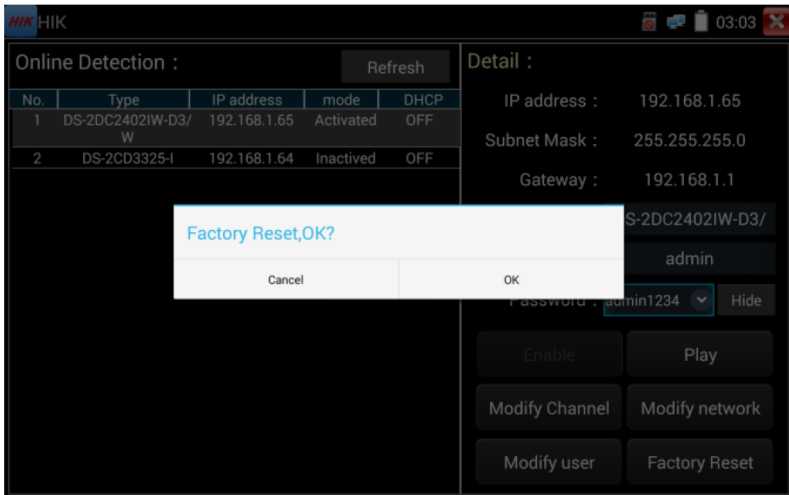 HIK HIK 03:03
Online Detection :
Refresh
No. Type IP address mode DHCP
1 DS-2DC2402IW-D3/ 192.168.1.65 Activated OFF
W
2 DS-2CD3325-I 192.168.1.64 Inactived OFF
Detail :
IP address : 192.168.1.65
Subnet Mask : 255.255.255.0
Gateway : 192.168.1.1
S-2DC2402IW-D3/
admin
Password : admin1234 Hide
Factory Reset,OK?
Cancel OK
Enable Play
Modify Channel Modify network
Modify user Factory Reset